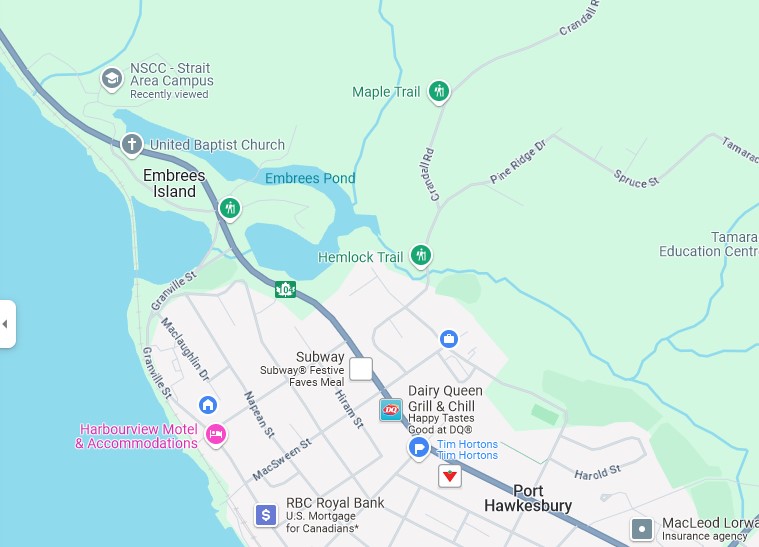 Crandall R
NSCC - Strait
Area Campus
Recently viewed
Maple Trail
United Baptist Church
Crandall Rd
Pine Ridge Dr
Tamarac
Embrees
Island
Embrees Pond
Spruce St
Tamara
Education Centr
Hemlock Trail
Granville St
104
Maclaughlin Dr
Granville St
Subway
Subway® Festive
Faves Meal
Dairy Queen
Grill & Chill
Happy Tastes
Good at DQ®
DQ
Napean St
Hiram St
Harbourview Motel
& Accommodations
Tim Hortons
Tim Hortons
MacSween St
Harold St
Port
Hawkesbury
RBC Royal Bank
U.S. Mortgage
for Canadians*
$
MacLeod Lorwa
Insurance agency